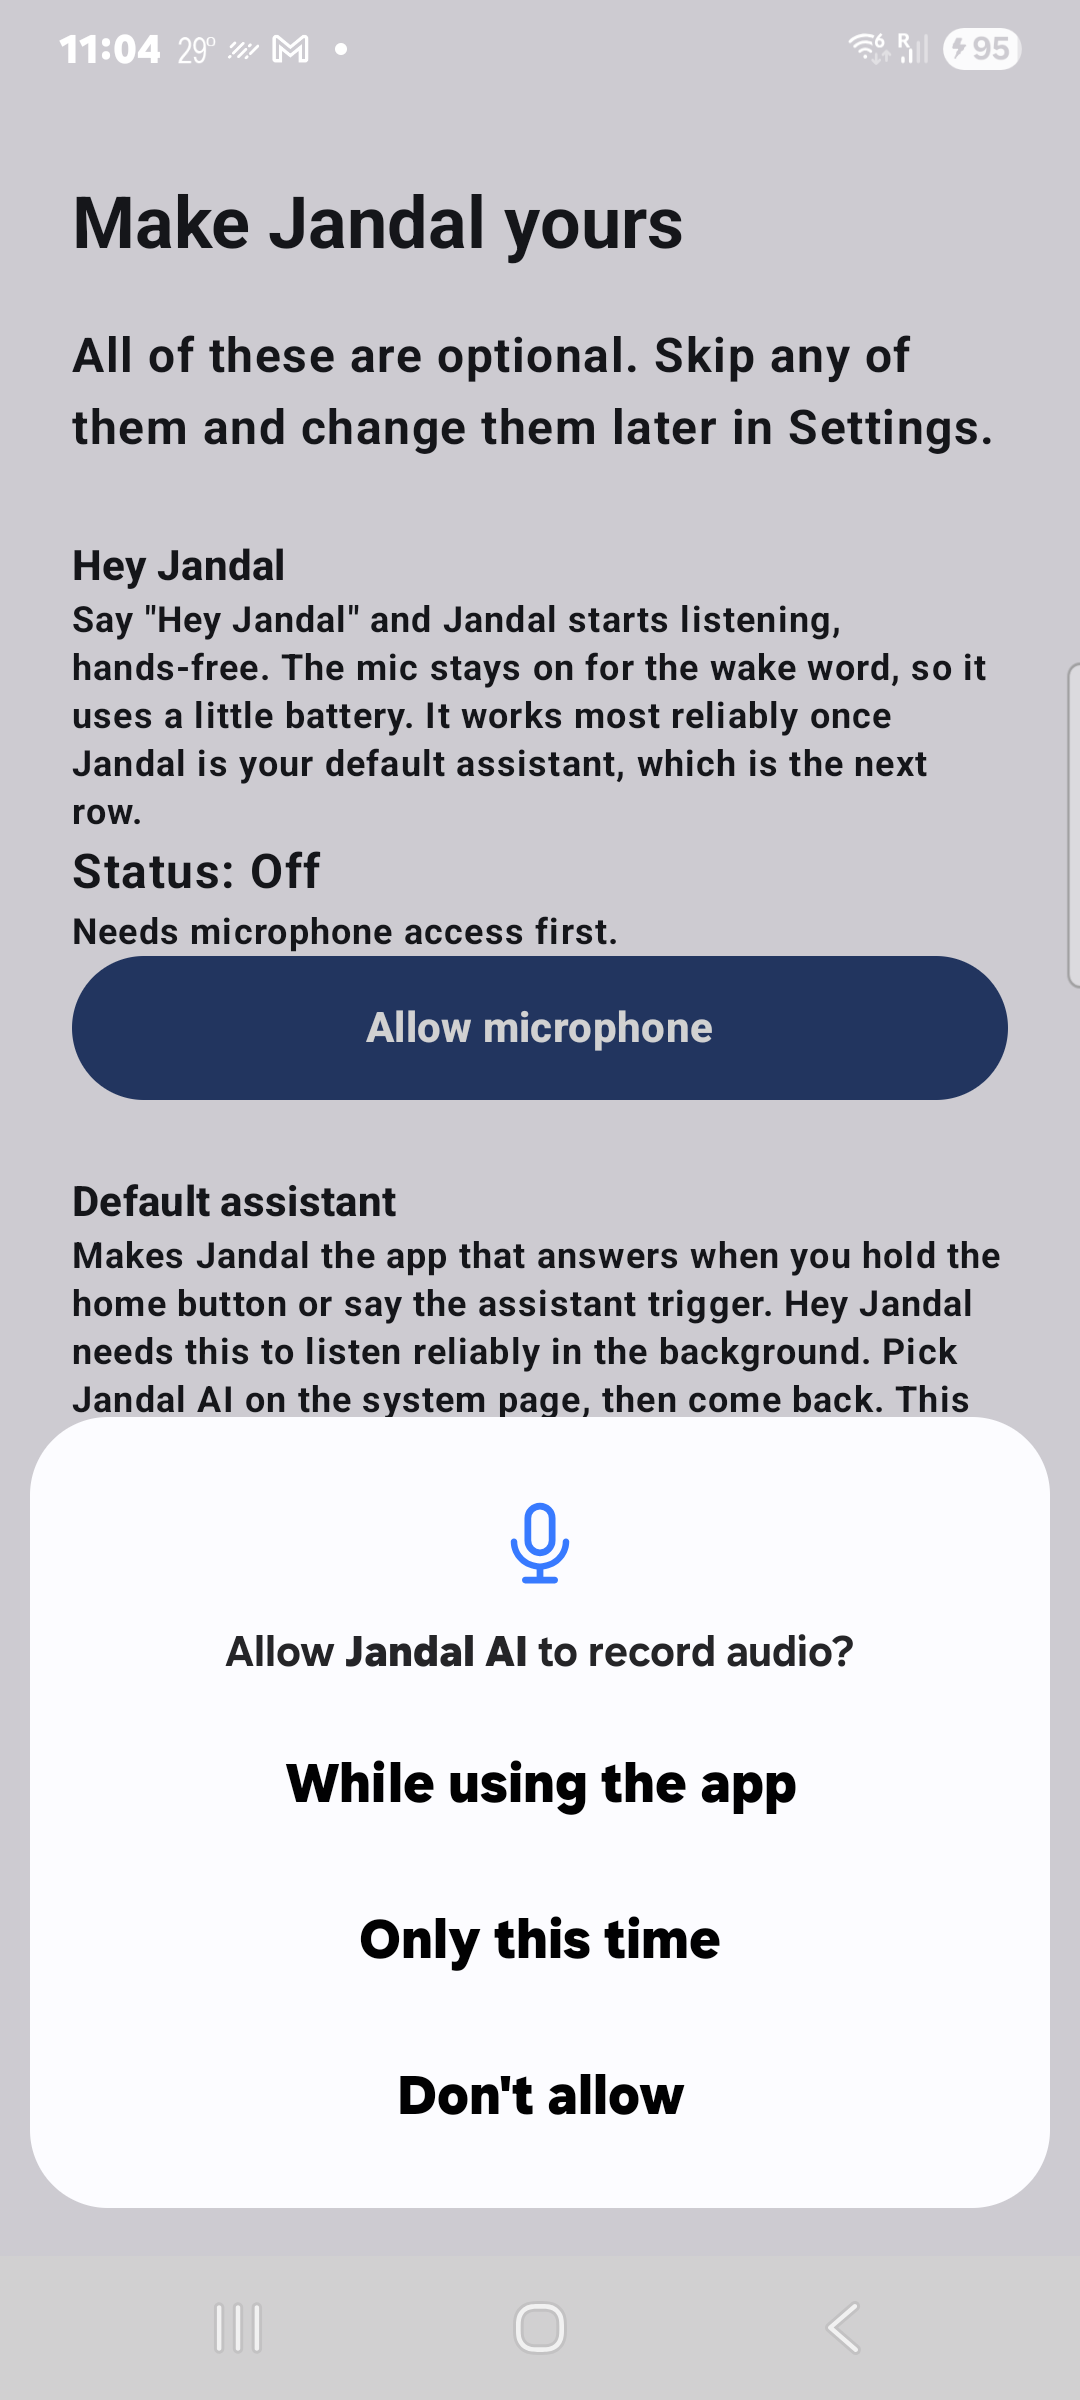 11:04 29° 6 R 95
Make Jandal yours
All of these are optional. Skip any of
them and change them later in Settings.
Hey Jandal
Say "Hey Jandal" and Jandal starts listening,
hands-free. The mic stays on for the wake word, so it
uses a little battery. It works most reliably once
Jandal is your default assistant, which is the next
row.
Status: Off
Needs microphone access first.
Allow microphone
Default assistant
Makes Jandal the app that answers when you hold the
home button or say the assistant trigger. Hey Jandal
needs this to listen reliably in the background. Pick
Jandal AI on the system page, then come back. This
Allow Jandal AI to record audio?
While using the app
Only this time
Don't allow